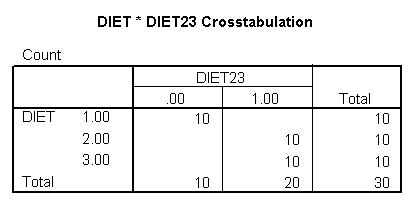 DIET * DIET23 Crosstabulation
Count
DIET23
.00 1.00 Total
DIET 1.00 10 10
2.00 10 10
3.00 10 10
Total 10 20 30